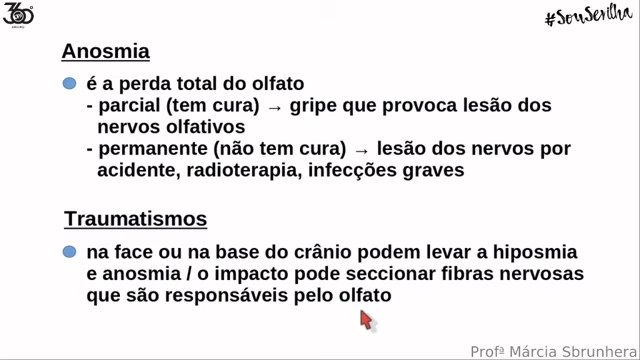 360°
#SouSerilha
Anosmia
é a perda total do olfato
- parcial (tem cura) → gripe que provoca lesão dos
nervos olfativos
- permanente (não tem cura) → lesão dos nervos por
acidente, radioterapia, infecções graves
Traumatismos
na face ou na base do crânio podem levar a hiposmia
e anosmia / o impacto pode seccionar fibras nervosas
que são responsáveis pelo olfato
Profª Márcia Sbrunhera